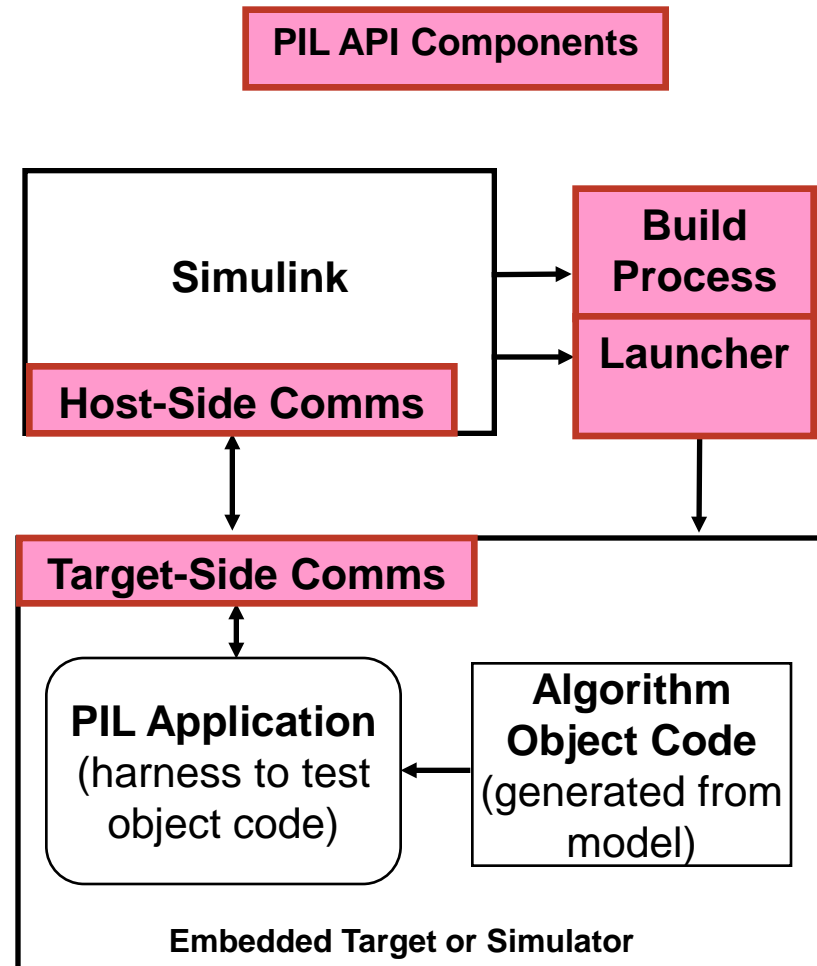 PIL API Components
Simulink
Build
Process
Launcher
Host-Side Comms
Target-Side Comms
PIL Application
(harness to test
object code)
Algorithm
Object Code
(generated from
model)
Embedded Target or Simulator